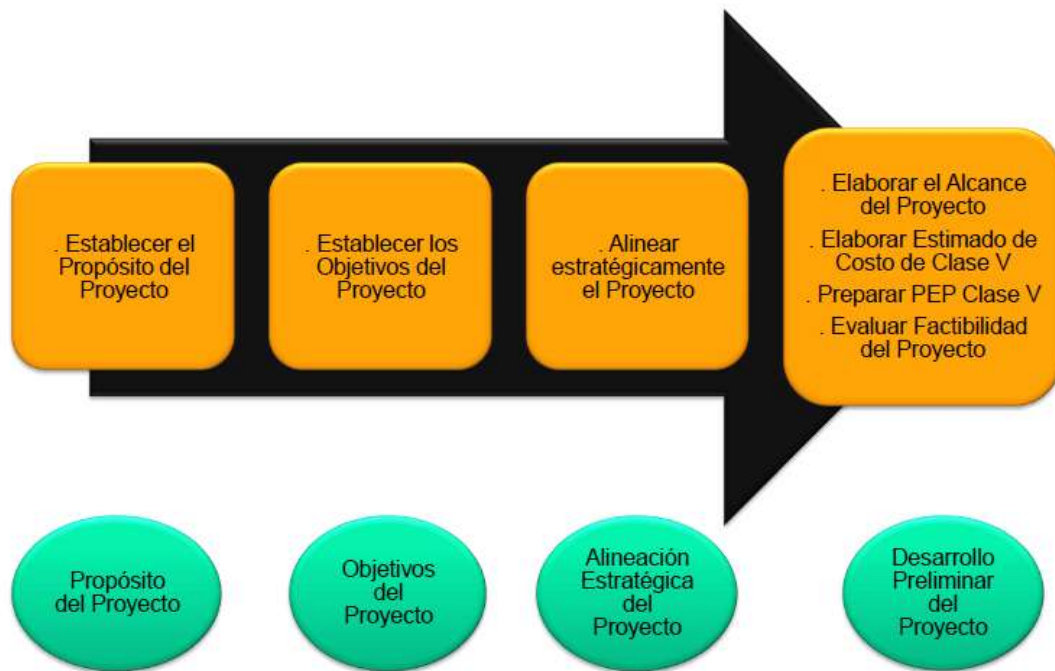 . Establecer el
Propósito del
Proyecto
. Establecer los
Objetivos del
Proyecto
. Alinear
estratégicamente
el Proyecto
. Elaborar el Alcance
del Proyecto
. Elaborar Estimado de
Costo de Clase V
. Preparar PEP Clase V
. Evaluar Factibilidad
del Proyecto
Propósito
del Proyecto
Objetivos
del
Proyecto
Alineación
Estratégica
del
Proyecto
Desarrollo
Preliminar
del
Proyecto